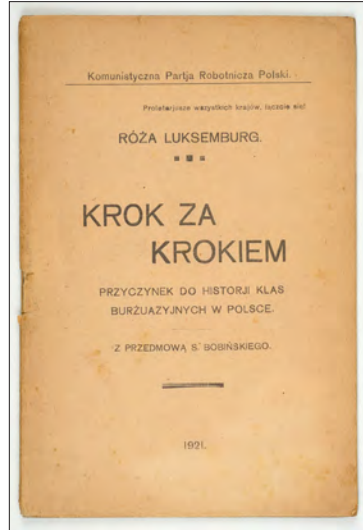 Komunistyczna Partja Robotnicza Polski.
Proletarjusze wszystkich krajów, łączcie się!
RÓŻA LUKSEMBURG.
KROK ZA
KROKIEM
PRZYCZYNEK DO HISTORJI KLAS
BURŻUAZYJNYCH W POLSCE.
Z PRZEDMOWĄ S. BOBIŃSKIEGO.
1921.